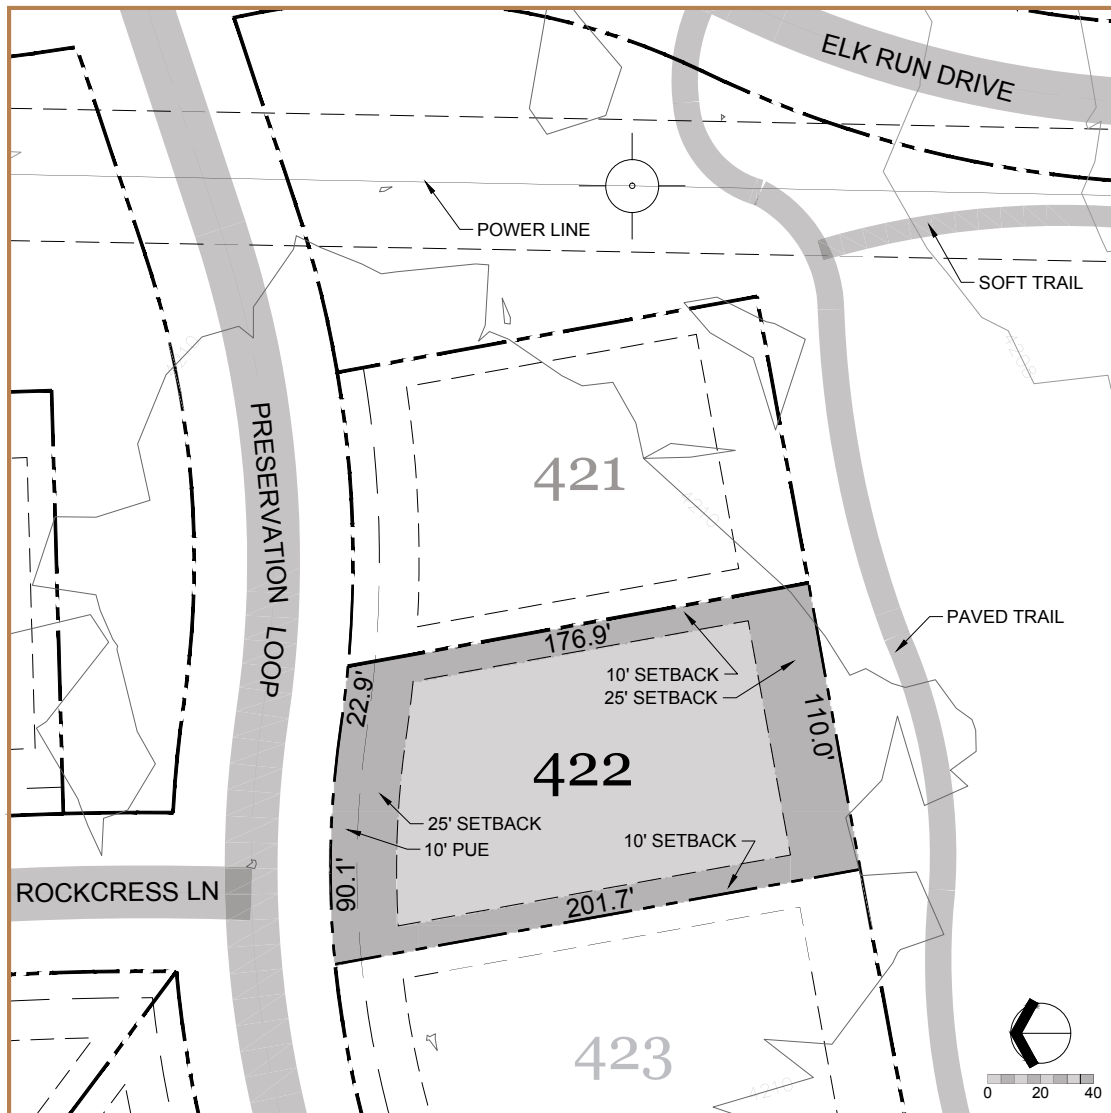 ELK RUN DRIVE
POWER LINE
SOFT TRAIL
PRESERVATION LOOP
421
4210
PAVED TRAIL
176.9'
10' SETBACK
25' SETBACK
22.9'
110.0'
422
25' SETBACK
10' PUE
10' SETBACK
90.1'
ROCKCRESS LN
201.7'
423
4210
0 20 40